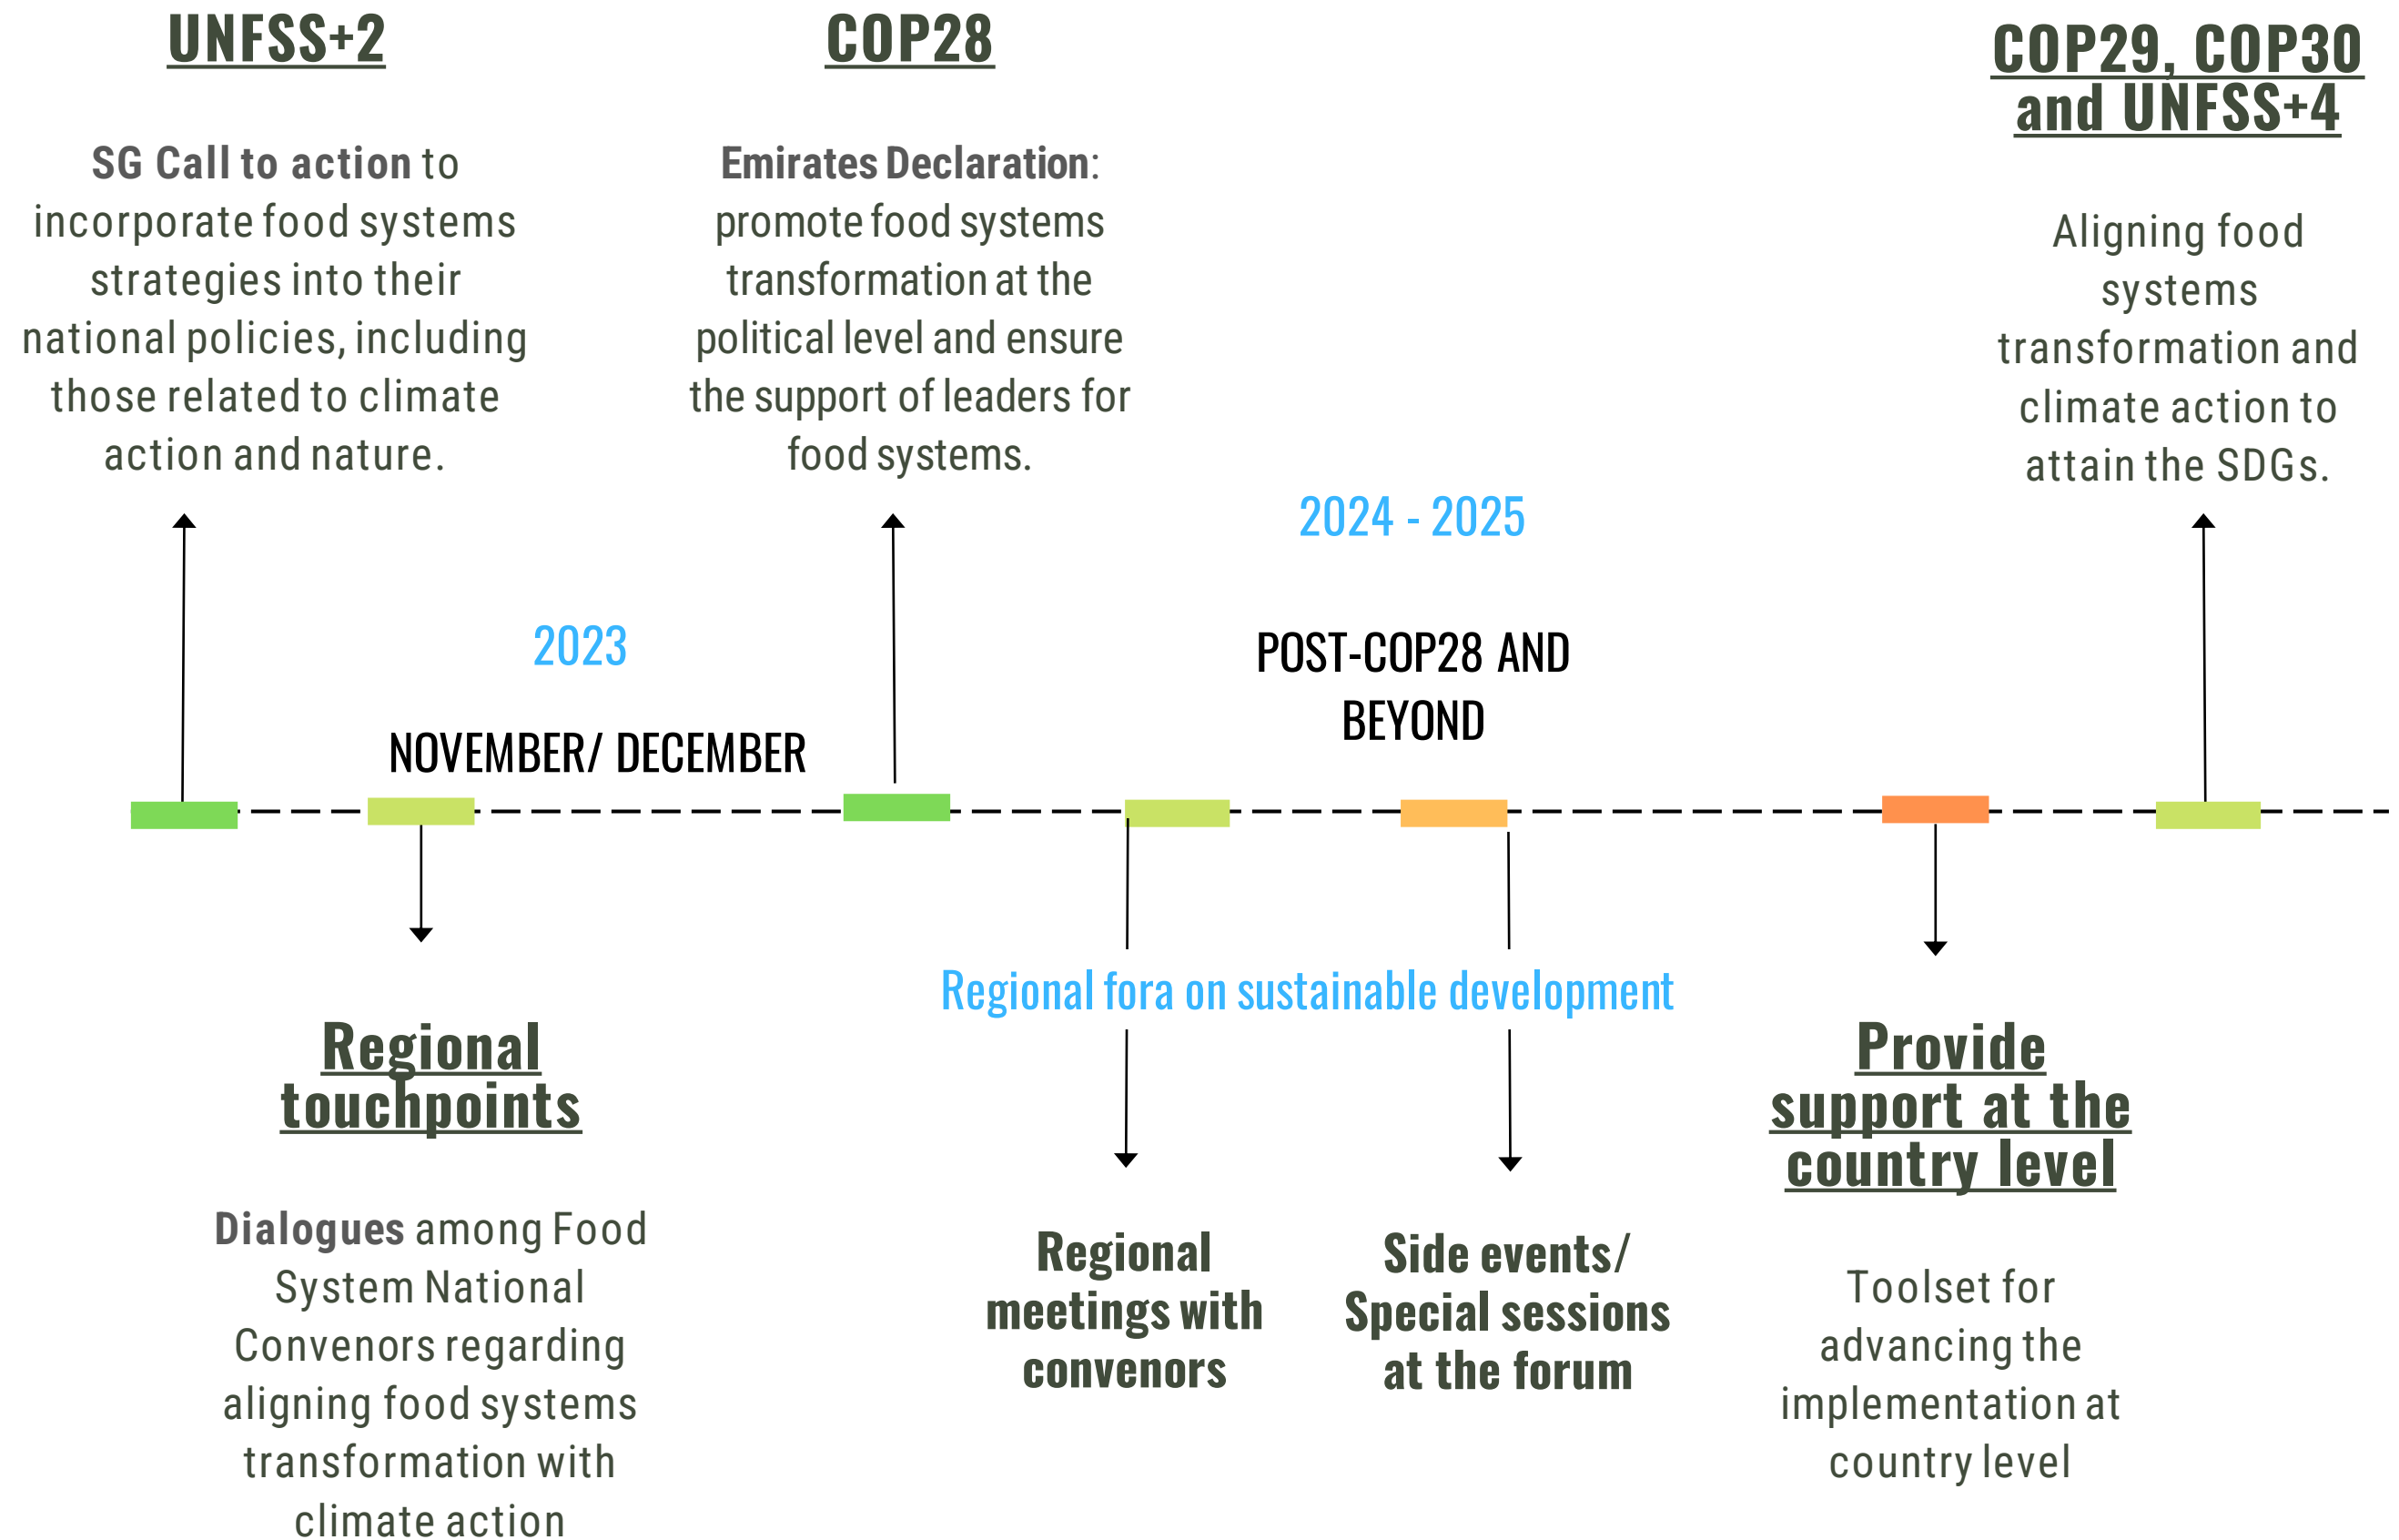 UNFSS+2
SG Call to action to
incorporate food systems
strategies into their
national policies, including
those related to climate
action and nature.
COP28
Emirates Declaration:
promote food systems
transformation at the
political level and ensure
the support of leaders for
food systems.
COP29, COP30
and UNFSS+4
Aligning food
systems
transformation and
climate action to
attain the SDGs.
2023
NOVEMBER/ DECEMBER
2024 - 2025
POST-COP28 AND
BEYOND
Regional
touchpoints
Dialogues among Food
System National
Convenors regarding
aligning food systems
transformation with
climate action
Regional fora on sustainable development
Regional
meetings with
convenors
Side events/
Special sessions
at the forum
Provide
support at the
country level
Toolset for
advancing the
implementation at
country level